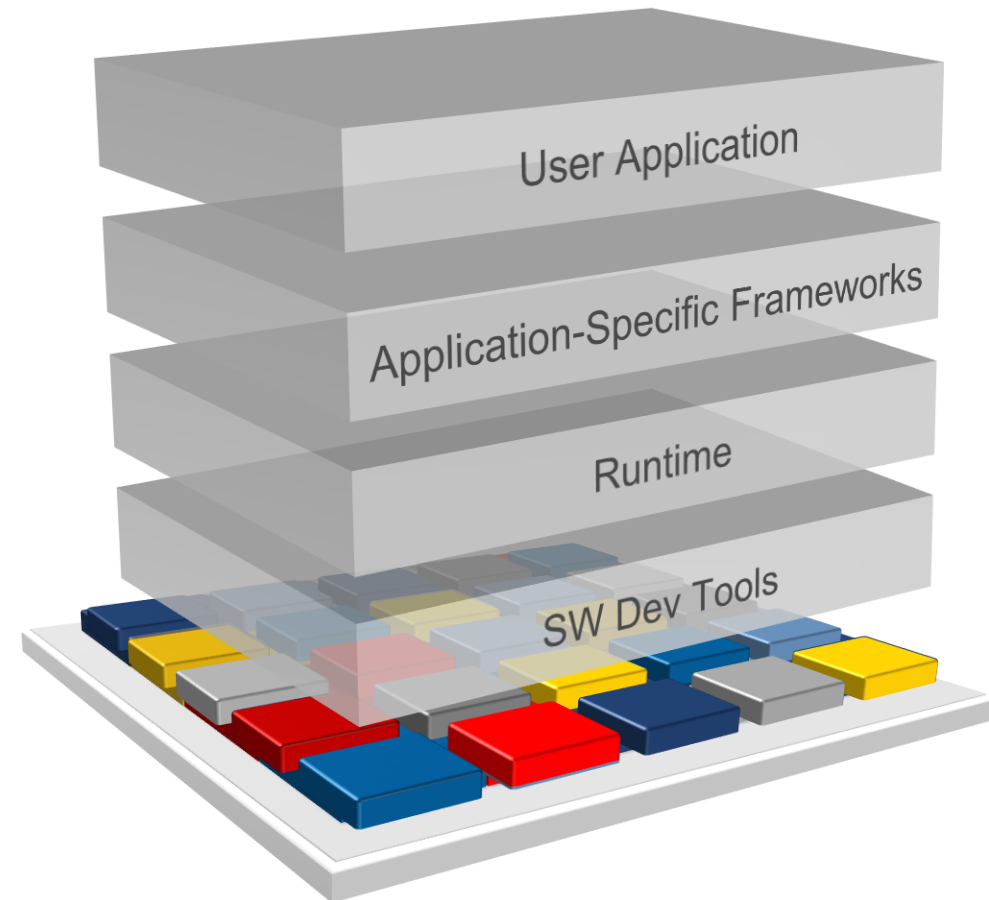 User Application
Application-Specific Frameworks
Runtime
SW Dev Tools